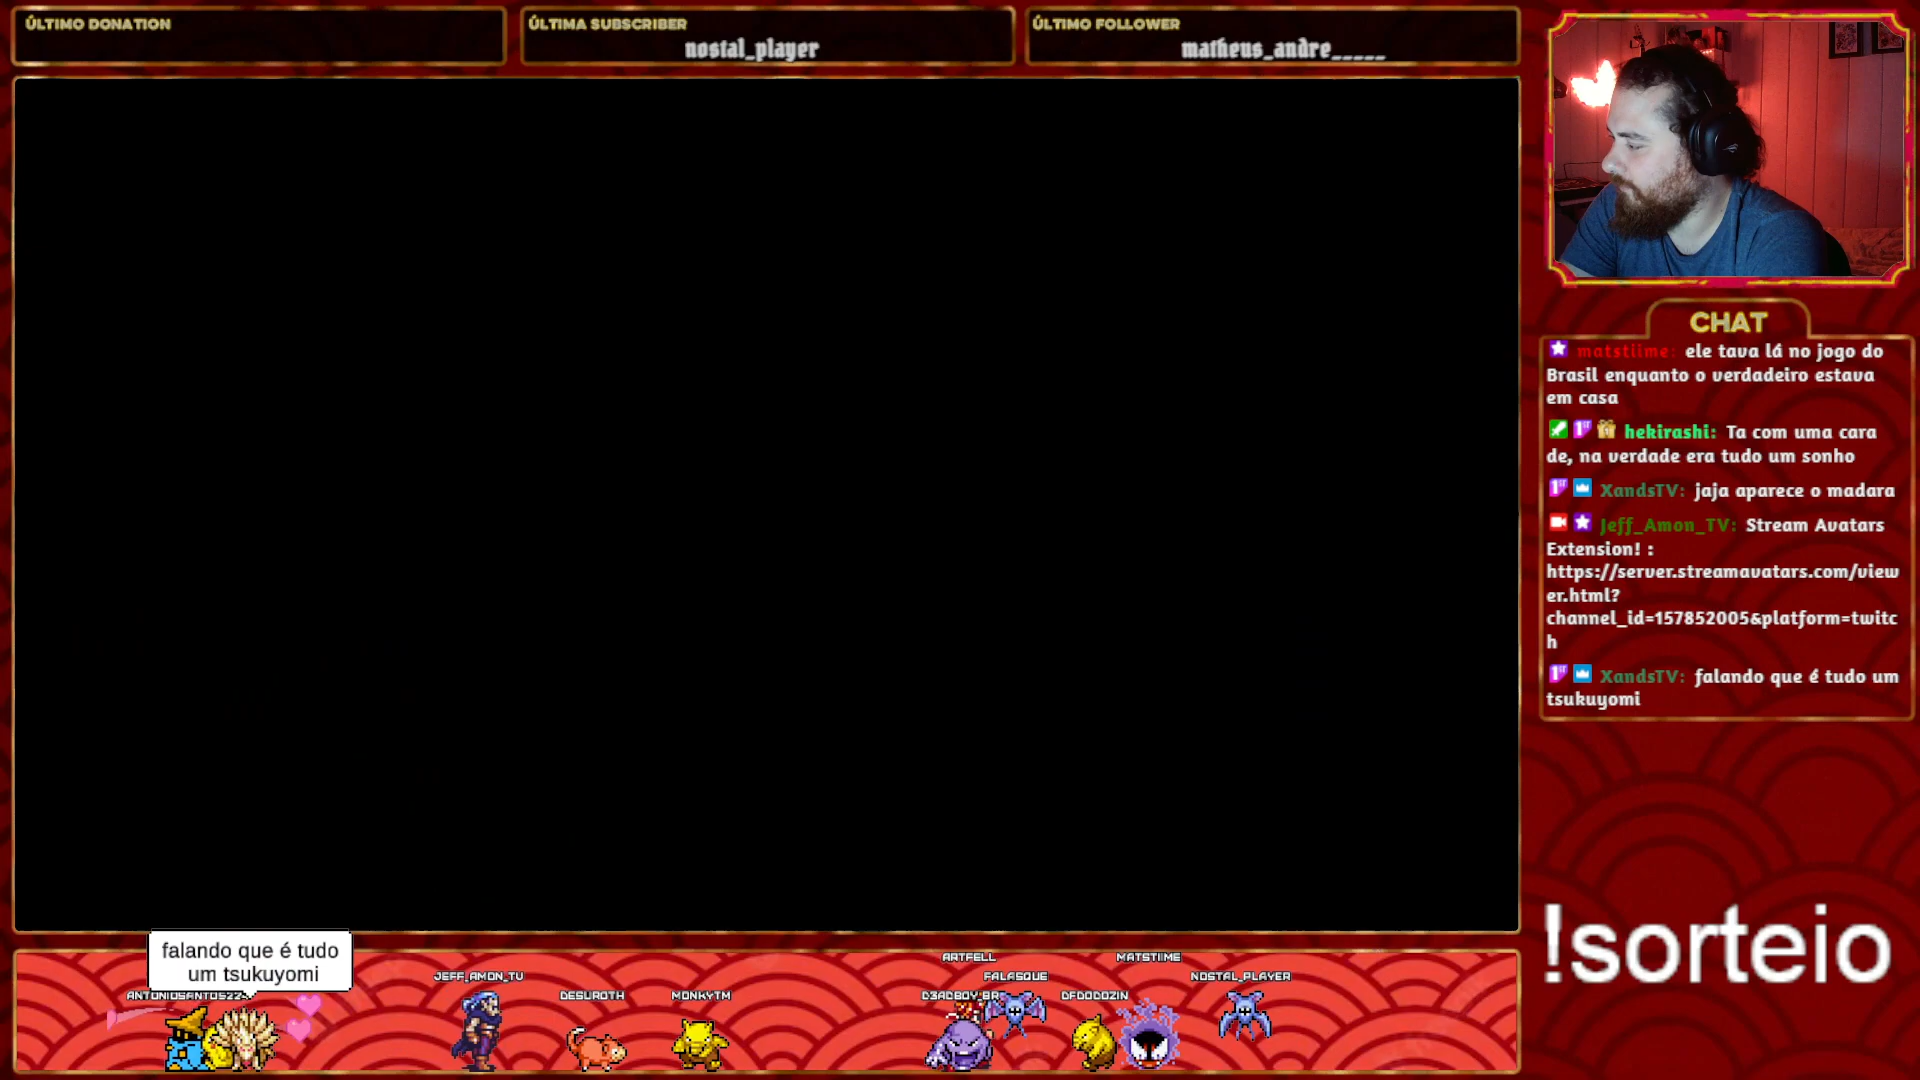 ÚLTIMO DONATION
ÚLTIMA SUBSCRIBER
nostal_player
ÚLTIMO FOLLOWER
matheus_andre_____
CHAT
matstiime: ele tava lá no jogo do
Brasil enquanto o verdadeiro estava
em casa
hekirashi: Ta com uma cara
de, na verdade era tudo um sonho
XandsTV: jaja aparece o madara
Jeff_Amon_TV: Stream Avatars
Extension! :
https://server.streamavatars.com/view
er.html?
channel_id=157852005&platform=twitc
h
XandsTV: falando que é tudo um
tsukuyomi
!sorteio
falando que é tudo
um tsukuyomi
JEFF_AMON_TV
DESUROTH
MONKYTM
ARTFELL
FALASQUE
D3ADBOY_BR
DFDODOZIN
MATSTIIME
NOSTAL_PLAYER